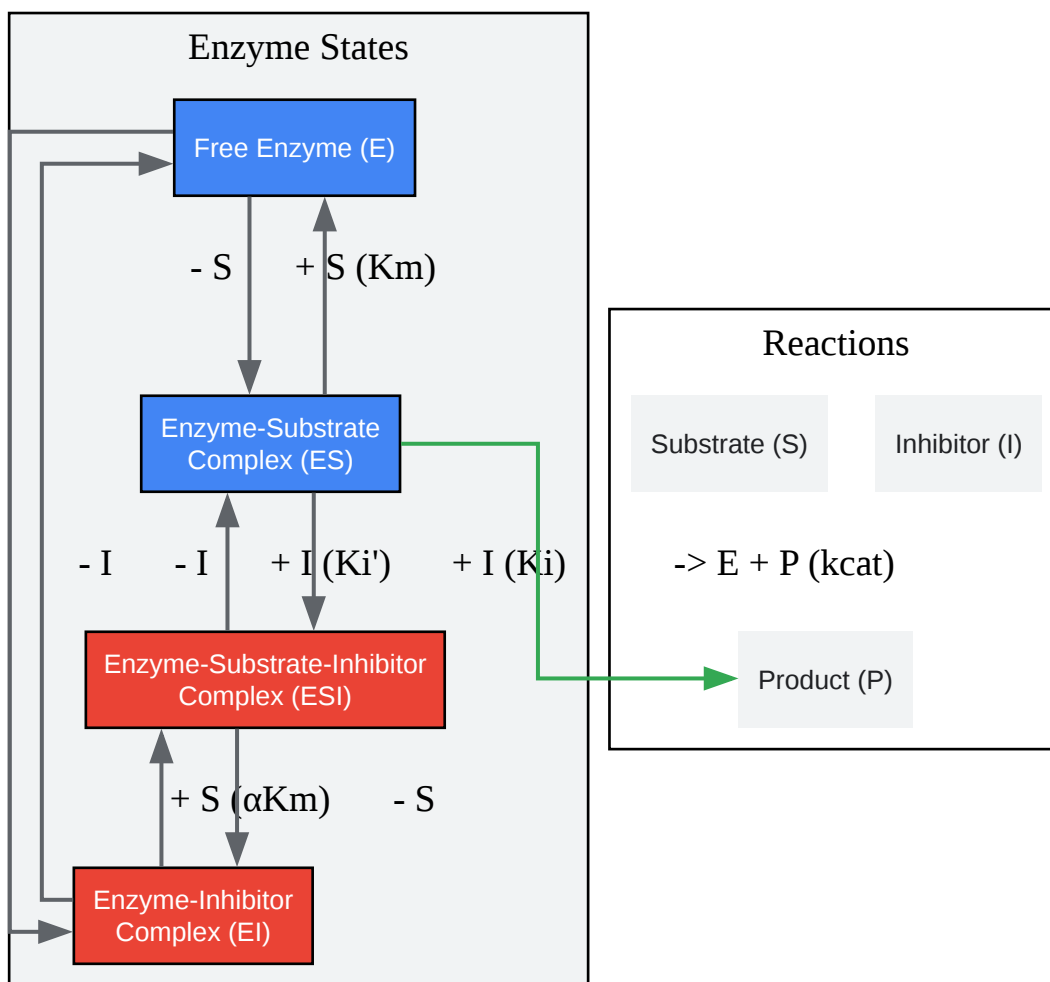 Enzyme States
Free Enzyme (E)
- S
+ S (Km)
Reactions
Enzyme-Substrate
Complex (ES)
Substrate (S)
Inhibitor (I)
- I
- I
+ I (Ki')
+ I (Ki)
-> E + P (kcat)
Enzyme-Substrate-Inhibitor
Complex (ESI)
Product (P)
+ S (αKm)
- S
Enzyme-Inhibitor
Complex (EI)